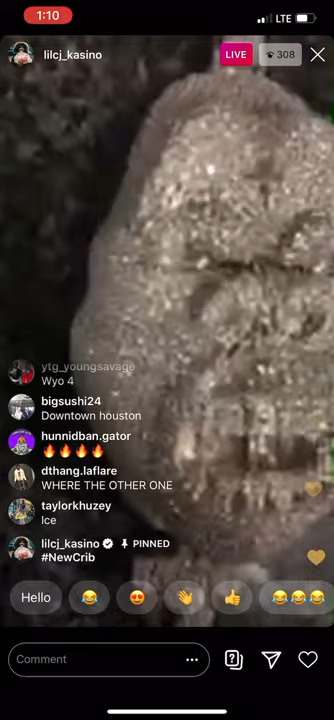 1:10
LTE
lilcj_kasino
LIVE
308
ytg_youngsavage
Wyo 4
bigsushi24
Downtown houston
hunnidban.gator
🔥🔥🔥🔥
dthang.laflare
WHERE THE OTHER ONE
taylorkhuzey
Ice
lilcj_kasino PINNED
#NewCrib
Hello 😂 😍 👋 👍 😂😂😂
Comment